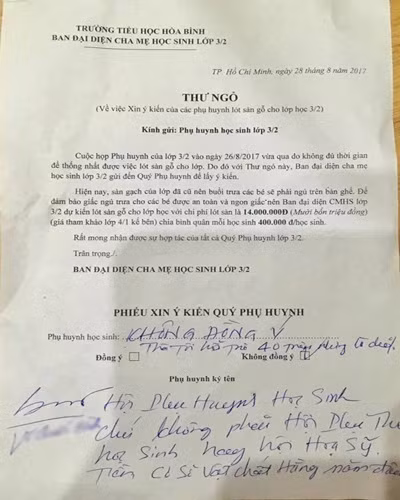 TRƯỜNG TIỂU HỌC HÒA BÌNH
BAN ĐẠI DIỆN CHA MẸ HỌC SINH LỚP 3/2
TP Hồ Chí Minh, ngày 28 tháng 8 năm 2017
THƯ NGỎ
(Về việc Xin ý kiến của các phụ huynh lót sàn gỗ cho lớp học 3/2)
Kính gửi: Phụ huynh học sinh lớp 3/2
Cuộc họp Phụ huynh của lớp 3/2 vào ngày 26/8/2017 vừa qua do không đủ thời gian
để thống nhất được việc lót sàn gỗ cho lớp. Do đó với Thư ngỏ này, Ban đại diện cha mẹ
học sinh lớp 3/2 gửi đến Quý Phụ huynh để lấy ý kiến.
Hiện nay, sàn gạch của lớp đã cũ nên buổi trưa các bé sẽ phải ngủ trên bàn ghế. Để
đảm bảo giấc ngủ trưa cho các bé được an toàn và ngon giấc nên Ban đại diện CMHS lớp
3/2 dự kiến lót sàn gỗ cho lớp học với chi phí lót sàn là 14.000.000Đ (Mười bốn triệu đồng)
(giá tham khảo lớp 4/1 kế bên) chia bình quân mỗi học sinh 400.000 đ/học sinh.
Rất mong nhận được sự hợp tác của tất cả Quý Phụ huynh lớp 3/2.
Trân trọng./.
BAN ĐẠI DIỆN CHA MẸ HỌC SINH LỚP 3/2
PHIẾU XIN Ý KIẾN QUÝ PHỤ HUYNH
Phụ huynh học sinh: KHÔNG ĐỒNG Ý
Đồng ý Không đồng ý
Phụ huynh ký tên
Hội Phụ Huynh Học Sinh
chứ không phải Hội Phụ Thu
học Sinh hay hội Hoạ Sỹ
Tiền vật chất Hằng năm đâu